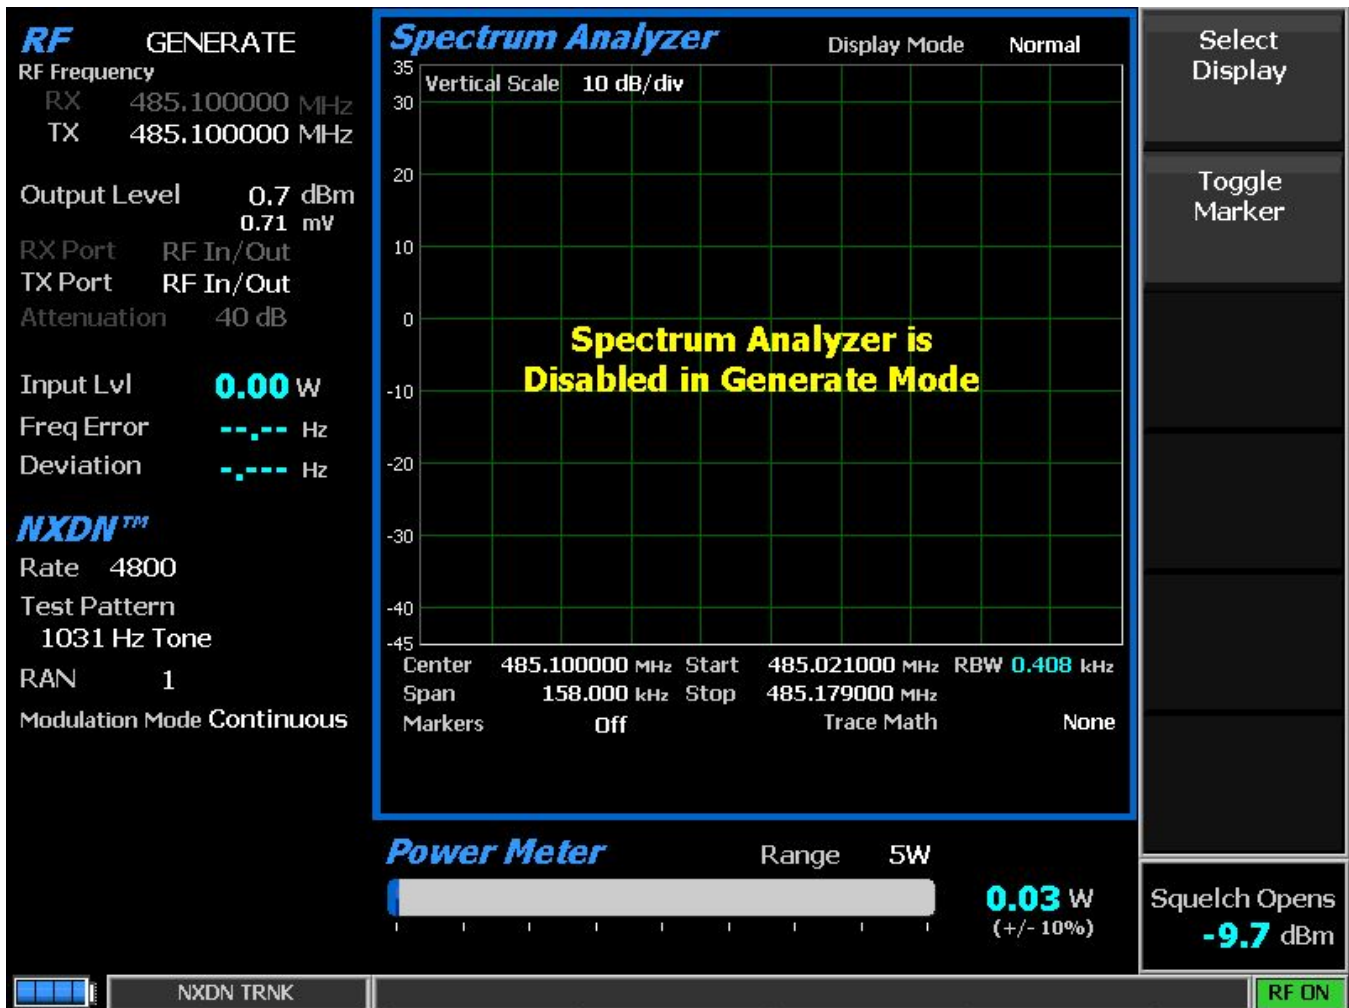 RF GENERATE
RF Frequency
RX 485.100000 MHz
TX 485.100000 MHz
Output Level 0.7 dBm
0.71 mV
RX Port RF In/Out
TX Port RF In/Out
Attenuation 40 dB
Input Lvl 0.00 W
Freq Error --.-- Hz
Deviation -.--- Hz
NXDN™
Rate 4800
Test Pattern
1031 Hz Tone
RAN 1
Modulation Mode Continuous
Spectrum Analyzer Display Mode Normal
Vertical Scale 10 dB/div
35
30
20
10
0
-10
-20
-30
-40
-45
Spectrum Analyzer is
Disabled in Generate Mode
Center 485.100000 MHz Start 485.021000 MHz RBW 0.408 kHz
Span 158.000 kHz Stop 485.179000 MHz
Markers Off Trace Math None
Power Meter Range 5W
0.03 W
(+/- 10%)
Select
Display
Toggle
Marker
Squelch Opens
-9.7 dBm
NXDN TRNK
RF ON